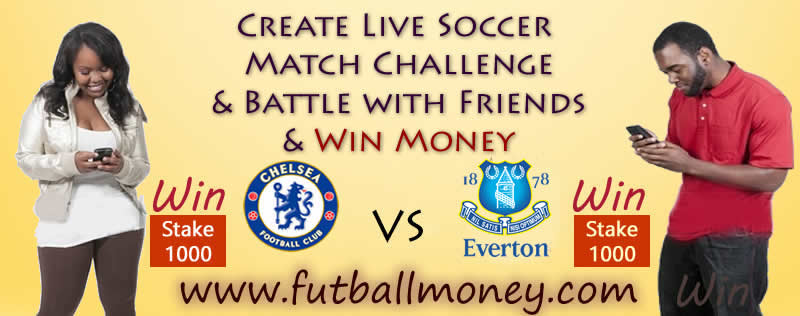 Create Live Soccer
Match Challenge
& Battle with Friends
& Win Money
Win
Stake
1000
CHELSEA
FOOTBALL CLUB
VS
18 78
NIL SATIS NISI OPTIMUM
Everton
Win
Stake
1000
www.futballmoney.com
Win